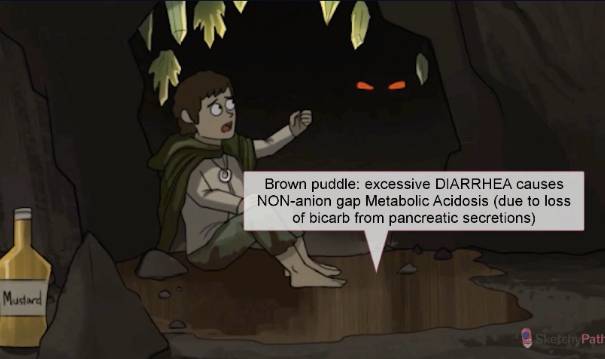 Brown puddle: excessive DIARRHEA causes
NON-anion gap Metabolic Acidosis (due to loss
of bicarb from pancreatic secretions)
Mustard
SketchyPath